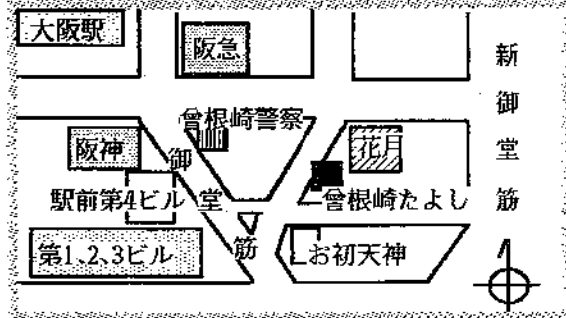 大阪駅
阪急
新御堂筋
曾根崎警察
阪神
御堂筋
花月
駅前第4ビル
曾根崎たよし
第1、2、3ビル
お初天神